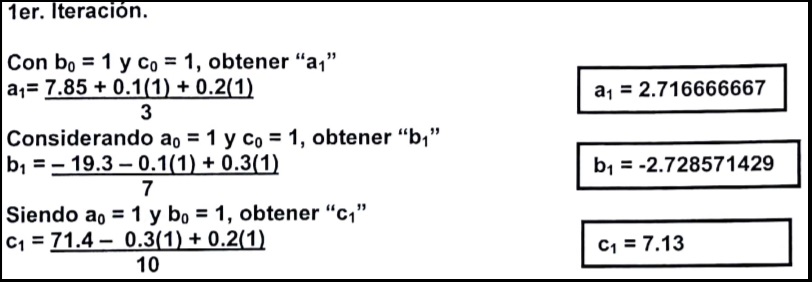 1er. Iteración.
Con b₀ = 1 y c₀ = 1, obtener “a₁”
a₁= 7.85 + 0.1(1) + 0.2(1)
3
a₁ = 2.716666667
Considerando a₀ = 1 y c₀ = 1, obtener “b₁”
b₁ = – 19.3 – 0.1(1) + 0.3(1)
7
b₁ = -2.728571429
Siendo a₀ = 1 y b₀ = 1, obtener “c₁”
c₁ = 71.4 – 0.3(1) + 0.2(1)
10
c₁ = 7.13